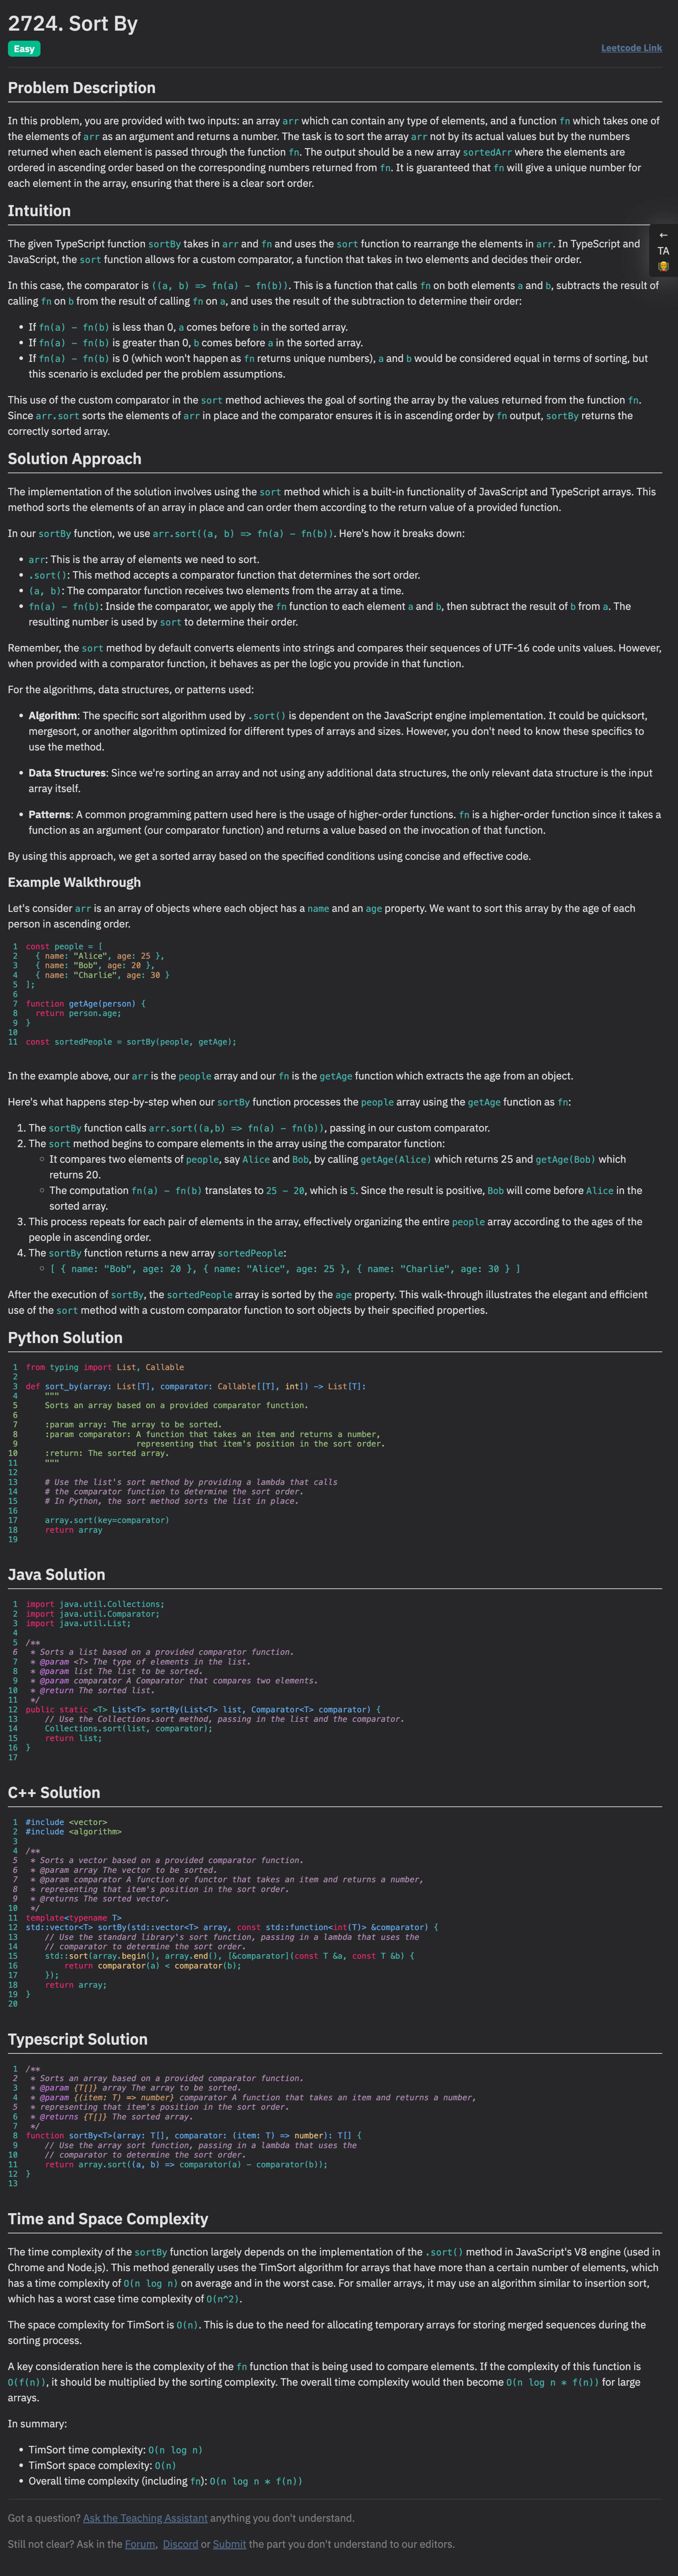 2724. Sort By
Easy
Leetcode Link
Problem Description
In this problem, you are provided with two inputs: an array arr which can contain any type of elements, and a function fn which takes one of
the elements of arr as an argument and returns a number. The task is to sort the array arr not by its actual values but by the numbers
returned when each element is passed through the function fn. The output should be a new array sortedArr where the elements are
ordered in ascending order based on the corresponding numbers returned from fn. It is guaranteed that fn will give a unique number for
each element in the array, ensuring that there is a clear sort order.
Intuition
The given TypeScript function sortBy takes in arr and fn and uses the sort function to rearrange the elements in arr. In TypeScript and
JavaScript, the sort function allows for a custom comparator, a function that takes in two elements and decides their order.
←
TA
In this case, the comparator is ((a, b) => fn(a) - fn(b)). This is a function that calls fn on both elements a and b, subtracts the result of
calling fn on b from the result of calling fn on a, and uses the result of the subtraction to determine their order:
• If fn(a) - fn(b) is less than 0, a comes before b in the sorted array.
• If fn(a) - fn(b) is greater than 0, b comes before a in the sorted array.
• If fn(a) - fn(b) is 0 (which won't happen as fn returns unique numbers), a and b would be considered equal in terms of sorting, but
this scenario is excluded per the problem assumptions.
This use of the custom comparator in the sort method achieves the goal of sorting the array by the values returned from the function fn.
Since arr.sort sorts the elements of arr in place and the comparator ensures it is in ascending order by fn output, sortBy returns the
correctly sorted array.
Solution Approach
The implementation of the solution involves using the sort method which is a built-in functionality of JavaScript and TypeScript arrays. This
method sorts the elements of an array in place and can order them according to the return value of a provided function.
In our sortBy function, we use arr.sort((a, b) => fn(a) - fn(b)). Here's how it breaks down:
• arr: This is the array of elements we need to sort.
• .sort(): This method accepts a comparator function that determines the sort order.
• (a, b): The comparator function receives two elements from the array at a time.
• fn(a) - fn(b): Inside the comparator, we apply the fn function to each element a and b, then subtract the result of b from a. The
resulting number is used by sort to determine their order.
Remember, the sort method by default converts elements into strings and compares their sequences of UTF-16 code units values. However,
when provided with a comparator function, it behaves as per the logic you provide in that function.
For the algorithms, data structures, or patterns used:
• Algorithm: The specific sort algorithm used by .sort() is dependent on the JavaScript engine implementation. It could be quicksort,
mergesort, or another algorithm optimized for different types of arrays and sizes. However, you don't need to know these specifics to
use the method.
• Data Structures: Since we're sorting an array and not using any additional data structures, the only relevant data structure is the input
array itself.
• Patterns: A common programming pattern used here is the usage of higher-order functions. fn is a higher-order function since it takes a
function as an argument (our comparator function) and returns a value based on the invocation of that function.
By using this approach, we get a sorted array based on the specified conditions using concise and effective code.
Example Walkthrough
Let's consider arr is an array of objects where each object has a name and an age property. We want to sort this array by the age of each
person in ascending order.
1 const people = [
2   { name: "Alice", age: 25 },
3   { name: "Bob", age: 20 },
4   { name: "Charlie", age: 30 }
5 ];
6
7 function getAge(person) {
8   return person.age;
9 }
10
11 const sortedPeople = sortBy(people, getAge);
In the example above, our arr is the people array and our fn is the getAge function which extracts the age from an object.
Here's what happens step-by-step when our sortBy function processes the people array using the getAge function as fn:
1. The sortBy function calls arr.sort((a,b) => fn(a) - fn(b)), passing in our custom comparator.
2. The sort method begins to compare elements in the array using the comparator function:
○ It compares two elements of people, say Alice and Bob, by calling getAge(Alice) which returns 25 and getAge(Bob) which
returns 20.
○ The computation fn(a) - fn(b) translates to 25 - 20, which is 5. Since the result is positive, Bob will come before Alice in the
sorted array.
3. This process repeats for each pair of elements in the array, effectively organizing the entire people array according to the ages of the
people in ascending order.
4. The sortBy function returns a new array sortedPeople:
○ [ { name: "Bob", age: 20 }, { name: "Alice", age: 25 }, { name: "Charlie", age: 30 } ]
After the execution of sortBy, the sortedPeople array is sorted by the age property. This walk-through illustrates the elegant and efficient
use of the sort method with a custom comparator function to sort objects by their specified properties.
Python Solution
1 from typing import List, Callable
2
3 def sort_by(array: List[T], comparator: Callable[[T], int]) -> List[T]:
4     """
5     Sorts an array based on a provided comparator function.
6
7     :param array: The array to be sorted.
8     :param comparator: A function that takes an item and returns a number,
9                        representing that item's position in the sort order.
10     :return: The sorted array.
11     """
12
13     # Use the list's sort method by providing a lambda that calls
14     # the comparator function to determine the sort order.
15     # In Python, the sort method sorts the list in place.
16
17     array.sort(key=comparator)
18     return array
19
Java Solution
1 import java.util.Collections;
2 import java.util.Comparator;
3 import java.util.List;
4
5 /**
6  * Sorts a list based on a provided comparator function.
7  * @param <T> The type of elements in the list.
8  * @param list The list to be sorted.
9  * @param comparator A Comparator that compares two elements.
10  * @return The sorted list.
11  */
12 public static <T> List<T> sortBy(List<T> list, Comparator<T> comparator) {
13     // Use the Collections.sort method, passing in the list and the comparator.
14     Collections.sort(list, comparator);
15     return list;
16 }
17
C++ Solution
1 #include <vector>
2 #include <algorithm>
3
4 /**
5  * Sorts a vector based on a provided comparator function.
6  * @param array The vector to be sorted.
7  * @param comparator A function or functor that takes an item and returns a number,
8  * representing that item's position in the sort order.
9  * @returns The sorted vector.
10  */
11 template<typename T>
12 std::vector<T> sortBy(std::vector<T> array, const std::function<int(T)> &comparator) {
13     // Use the standard library's sort function, passing in a lambda that uses the
14     // comparator to determine the sort order.
15     std::sort(array.begin(), array.end(), [&comparator](const T &a, const T &b) {
16         return comparator(a) < comparator(b);
17     });
18     return array;
19 }
20
Typescript Solution
1 /**
2  * Sorts an array based on a provided comparator function.
3  * @param {T[]} array The array to be sorted.
4  * @param {(item: T) => number} comparator A function that takes an item and returns a number,
5  * representing that item's position in the sort order.
6  * @returns {T[]} The sorted array.
7  */
8 function sortBy<T>(array: T[], comparator: (item: T) => number): T[] {
9     // Use the array sort function, passing in a lambda that uses the
10     // comparator to determine the sort order.
11     return array.sort((a, b) => comparator(a) - comparator(b));
12 }
13
Time and Space Complexity
The time complexity of the sortBy function largely depends on the implementation of the .sort() method in JavaScript's V8 engine (used in
Chrome and Node.js). This method generally uses the TimSort algorithm for arrays that have more than a certain number of elements, which
has a time complexity of O(n log n) on average and in the worst case. For smaller arrays, it may use an algorithm similar to insertion sort,
which has a worst case time complexity of O(n^2).
The space complexity for TimSort is O(n). This is due to the need for allocating temporary arrays for storing merged sequences during the
sorting process.
A key consideration here is the complexity of the fn function that is being used to compare elements. If the complexity of this function is
O(f(n)), it should be multiplied by the sorting complexity. The overall time complexity would then become O(n log n * f(n)) for large
arrays.
In summary:
• TimSort time complexity: O(n log n)
• TimSort space complexity: O(n)
• Overall time complexity (including fn): O(n log n * f(n))
Got a question? Ask the Teaching Assistant anything you don't understand.
Still not clear? Ask in the Forum, Discord or Submit the part you don't understand to our editors.